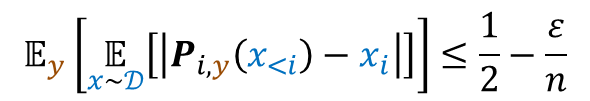 𝔼_y [ 𝔼_{x∼𝒟} [|P_{i,y}(x_{<i}) − x_i|] ] ≤ 1/2 − ε/n